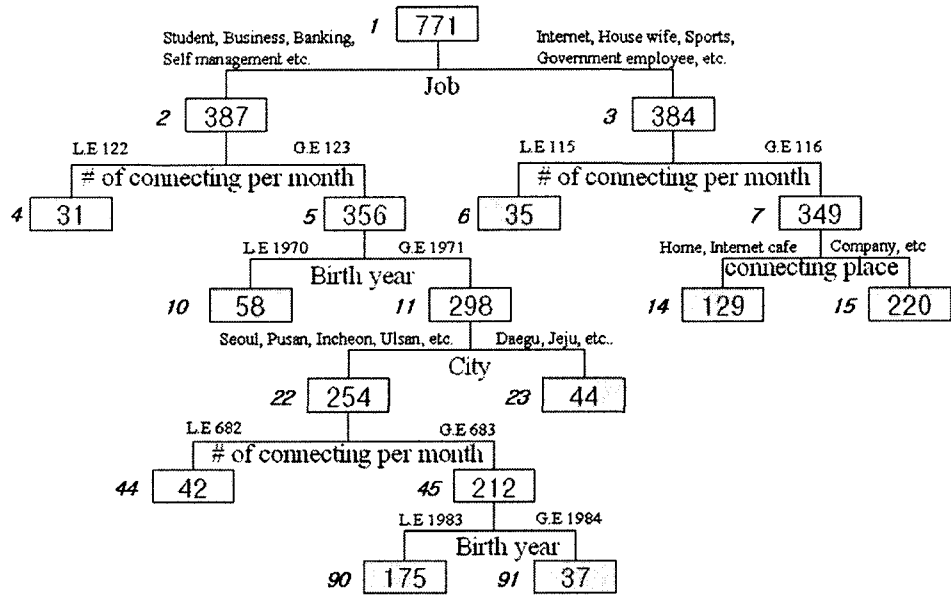 1 771
Student, Business, Banking, Internet, House wife, Sports,
Self management etc. Government employee, etc.
Job
2 387 3 384
L.E 122 G.E 123 L.E 115 G.E 116
# of connecting per month # of connecting per month
4 31 5 356 6 35 7 349
L.E 1970 G.E 1971 Home, Internet cafe Company, etc
Birth year connecting place
10 58 11 298 14 129 15 220
Seoul, Pusan, Incheon, Ulsan, etc. Daegu, Jeju, etc..
City
22 254 23 44
L.E 682 G.E 683
# of connecting per month
44 42 45 212
L.E 1983 G.E 1984
Birth year
90 175 91 37